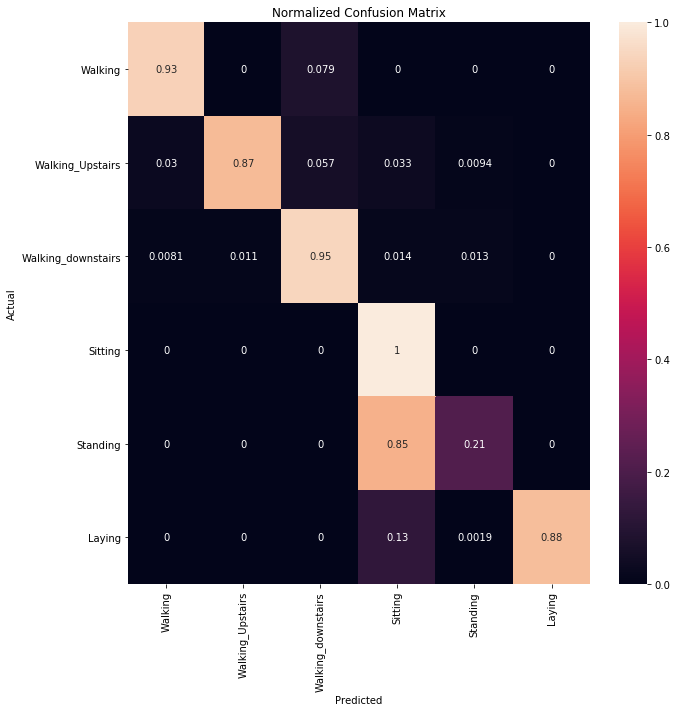 Normalized Confusion Matrix
Walking 0.93 0 0.079 0 0 0
Walking_Upstairs 0.03 0.87 0.057 0.033 0.0094 0
Walking_downstairs 0.0081 0.011 0.95 0.014 0.013 0
Sitting 0 0 0 1 0 0
Standing 0 0 0 0.85 0.21 0
Laying 0 0 0 0.13 0.0019 0.88
Actual
Walking Walking_Upstairs Walking_downstairs Sitting Standing Laying
Predicted
1.0
0.8
0.6
0.4
0.2
0.0